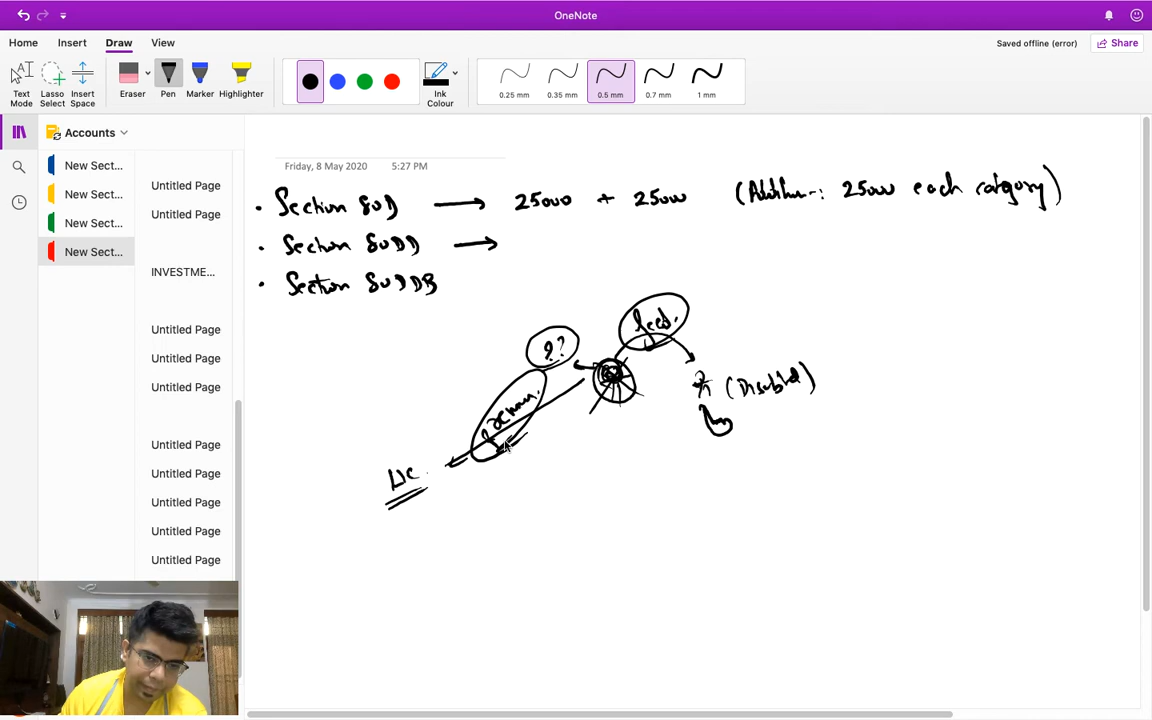 OneNote
Home Insert Draw View
Saved offline (error) Share
Text Mode
Lasso Select
Insert Space
Eraser
Pen
Marker
Highlighter
Ink Colour
0.25 mm
0.35 mm
0.5 mm
0.7 mm
1 mm
Accounts
New Sect...
New Sect...
New Sect...
New Sect...
Untitled Page
Untitled Page
INVESTME...
Untitled Page
Untitled Page
Untitled Page
Untitled Page
Untitled Page
Untitled Page
Untitled Page
Untitled Page
Friday, 8 May 2020 5:27 PM
• Section 80D → 25000 + 25000 ( : 25000 each category)
• Section 80DD →
• Section 80DDB
??
(Disabled)
LIC